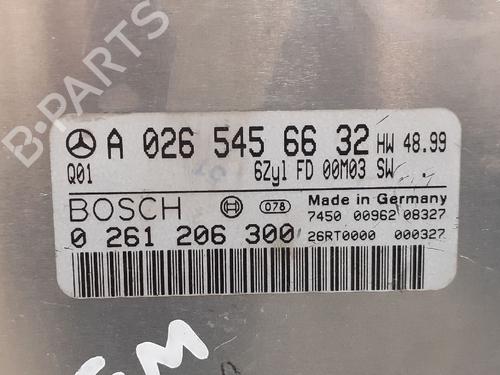 A 026 545 66 32 HW 48.99
Q01 6Zyl FD 00M03 SW
BOSCH 078 Made in Germany
7450 00962 08327
0 261 206 300 26RT0000 000327
B-PARTS